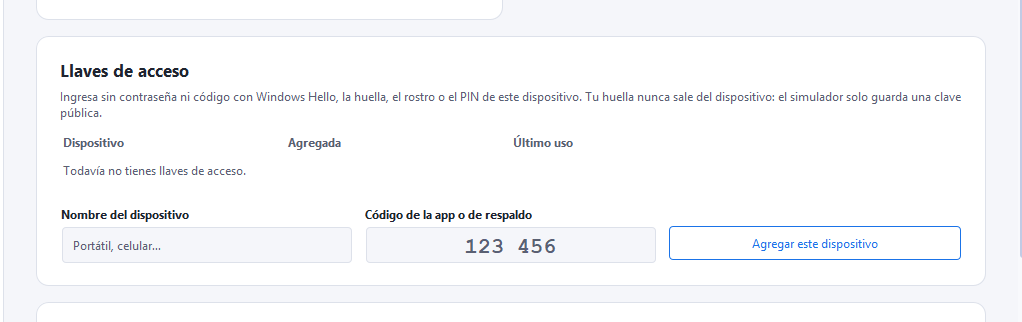 Llaves de acceso
Ingresa sin contraseña ni código con Windows Hello, la huella, el rostro o el PIN de este dispositivo. Tu huella nunca sale del dispositivo: el simulador solo guarda una clave
pública.
Dispositivo Agregada Último uso
Todavía no tienes llaves de acceso.
Nombre del dispositivo Código de la app o de respaldo
Portátil, celular... 123 456 Agregar este dispositivo